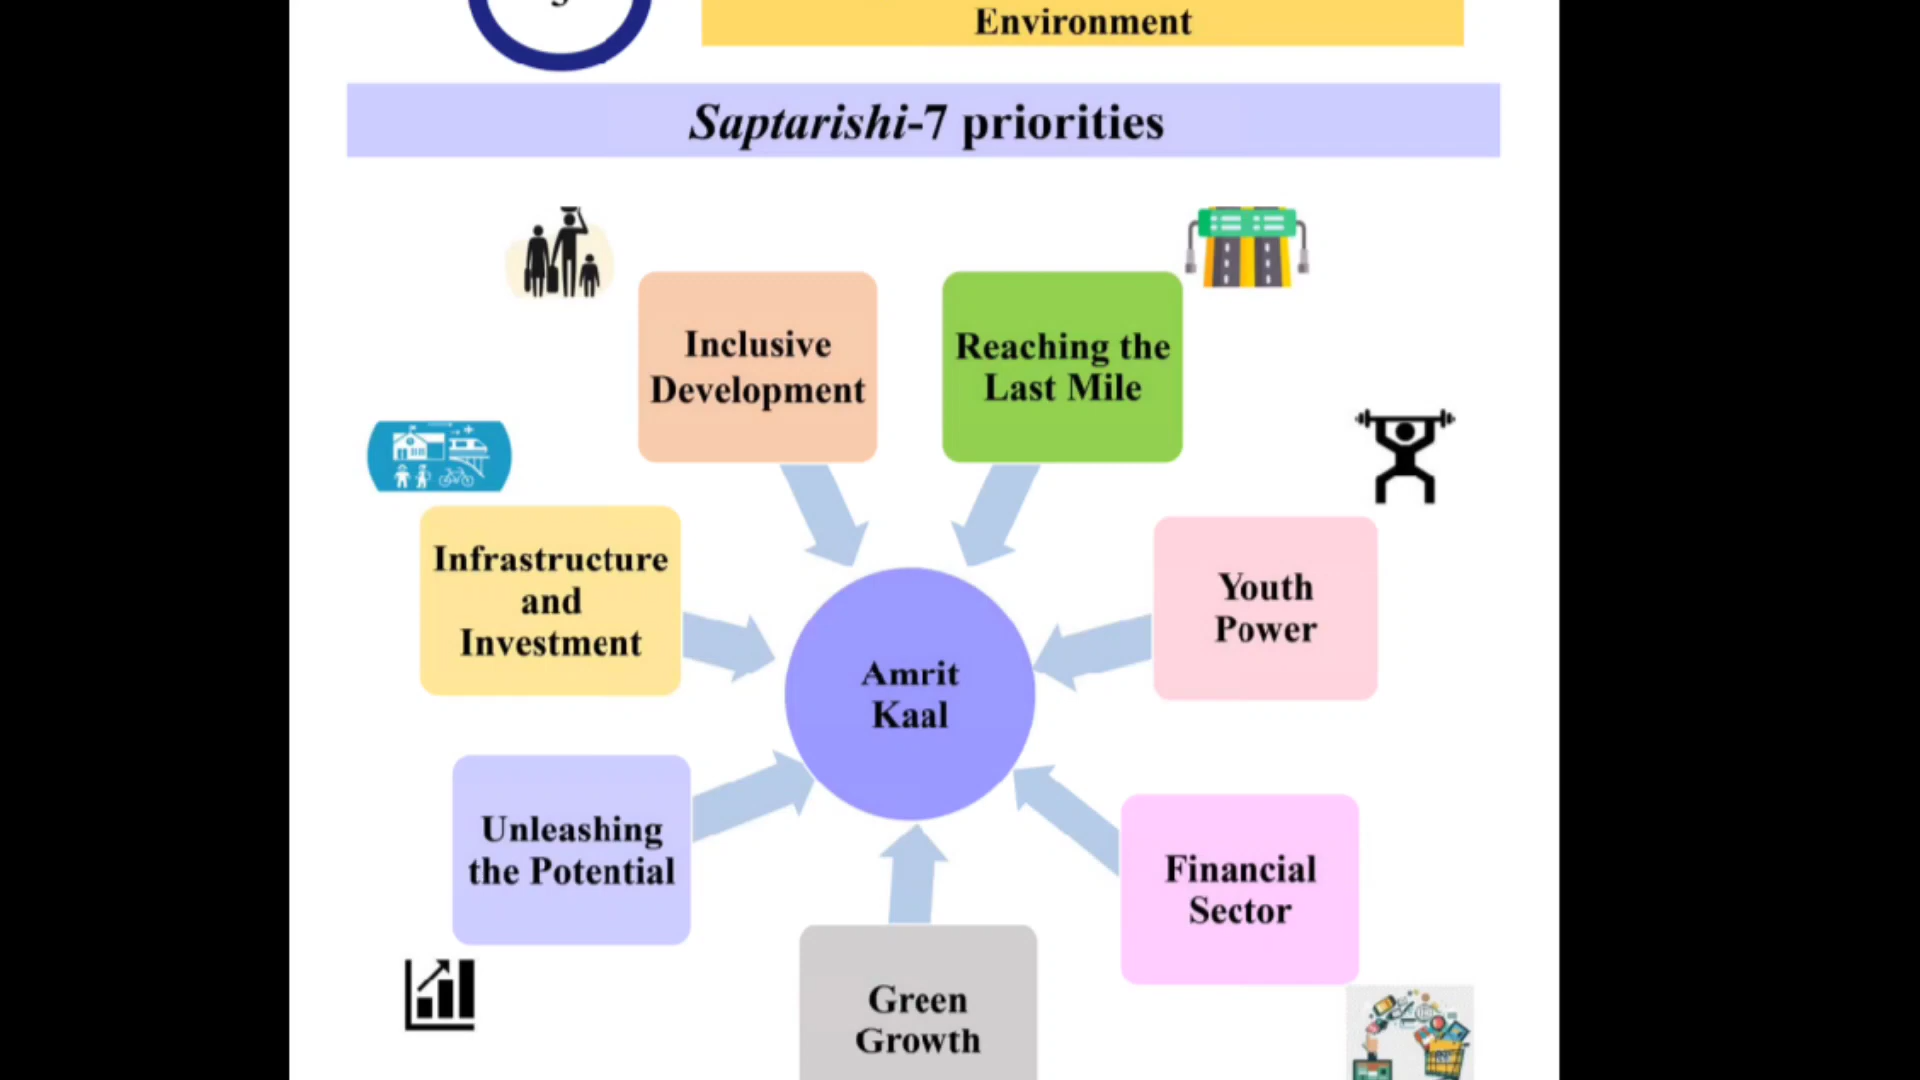 Environment
Saptarishi-7 priorities
Inclusive
Development
Reaching the
Last Mile
Infrastructure
and
Investment
Youth
Power
Amrit
Kaal
Unleashing
the Potential
Financial
Sector
Green
Growth